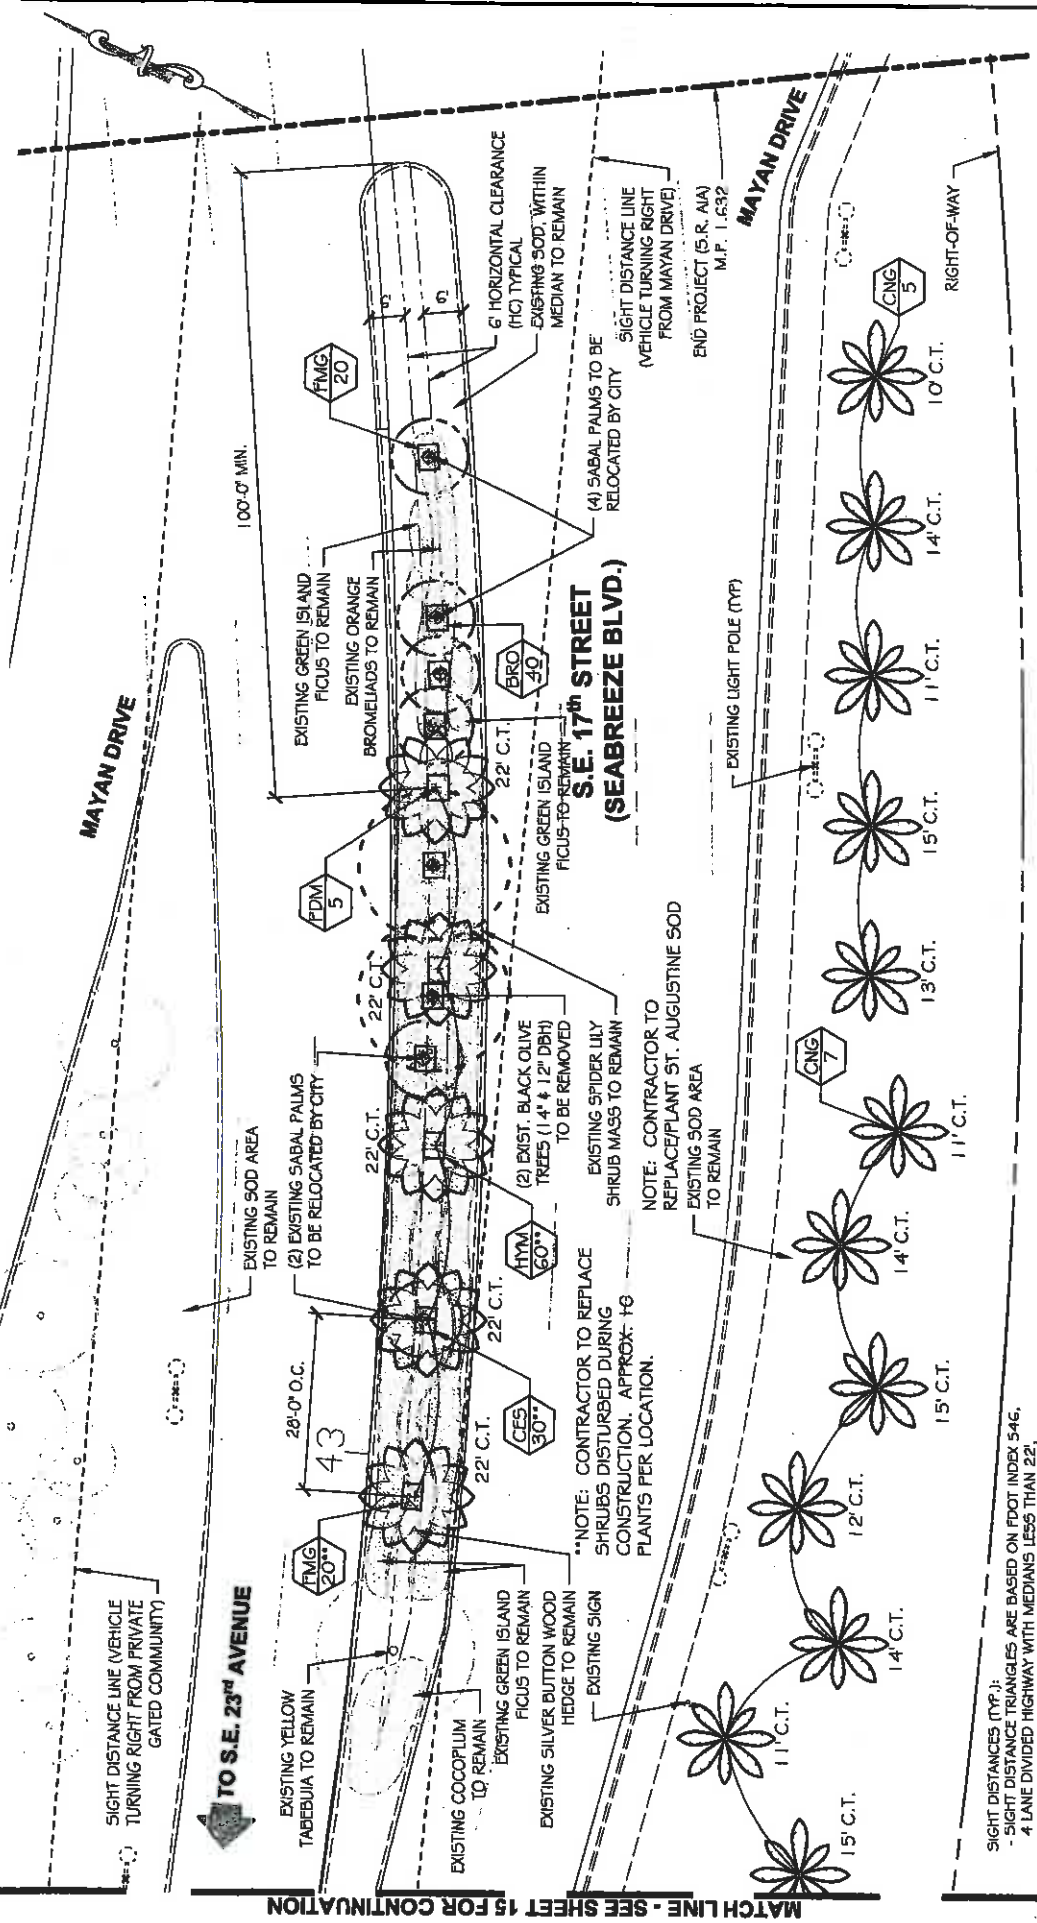 MATCH LINE - SEE SHEET 15 FOR CONTINUATION
SIGHT DISTANCE LINE (VEHICLE
TURNING RIGHT FROM PRIVATE
GATED COMMUNITY)
TO S.E. 23rd AVENUE
MAYAN DRIVE
EXISTING SOD AREA
TO REMAIN
(2) EXISTING SABAL PALMS
TO BE RELOCATED BY CITY
28'-0" O.C.
43
100'-0" MIN.
EXISTING YELLOW
TABEBUIA TO REMAIN
FMG
20**
PDM
5
EXISTING GREEN ISLAND
FICUS TO REMAIN
EXISTING ORANGE
BROMELIADS TO REMAIN
FMG
20
6'
6'
6' HORIZONTAL CLEARANCE
(HC) TYPICAL
EXISTING SOD, WITHIN
MEDIAN TO REMAIN
22' C.T.
22' C.T.
22' C.T.
22' C.T.
22' C.T.
EXISTING COCOPLUM
TO REMAIN
EXISTING GREEN ISLAND
FICUS TO REMAIN
EXISTING SILVER BUTTON WOOD
HEDGE TO REMAIN
EXISTING SIGN
CES
30**
HYM
60**
**NOTE: CONTRACTOR TO REPLACE
SHRUBS DISTURBED DURING
CONSTRUCTION. APPROX. 10
PLANTS PER LOCATION.
(2) EXIST. BLACK OLIVE
TREES (14" & 12" DBH)
TO BE REMOVED
EXISTING SPIDER LILY
SHRUB MASS TO REMAIN
NOTE: CONTRACTOR TO
REPLACE/PLANT ST. AUGUSTINE SOD
EXISTING SOD AREA
TO REMAIN
EXISTING GREEN ISLAND
FICUS TO REMAIN
BRO
40
S.E. 17th STREET
(SEABREEZE BLVD.)
(4) SABAL PALMS TO BE
RELOCATED BY CITY
SIGHT DISTANCE LINE
(VEHICLE TURNING RIGHT
FROM MAYAN DRIVE)
END PROJECT (S.R. A1A)
M.P. 1.632
MAYAN DRIVE
EXISTING LIGHT POLE (TYP)
RIGHT-OF-WAY
CNG
7
CNG
5
15' C.T.
11' C.T.
14' C.T.
12' C.T.
15' C.T.
14' C.T.
11' C.T.
13' C.T.
15' C.T.
11' C.T.
14' C.T.
10' C.T.
SIGHT DISTANCES (TYP.):
- SIGHT DISTANCE TRIANGLES ARE BASED ON FDOT INDEX 546,
4 LANE DIVIDED HIGHWAY WITH MEDIANS LESS THAN 22',